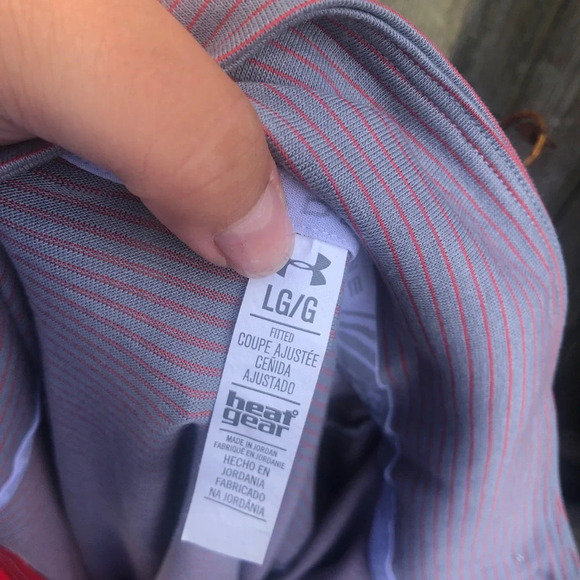 LG/G
FITTED
COUPE AJUSTÉE
CEÑIDA
AJUSTADO
heat
gear
MADE IN JORDAN
FABRIQUÉ EN JORDANIE
HECHO EN
JORDANIA
FABRICADO
NA JORDÂNIA